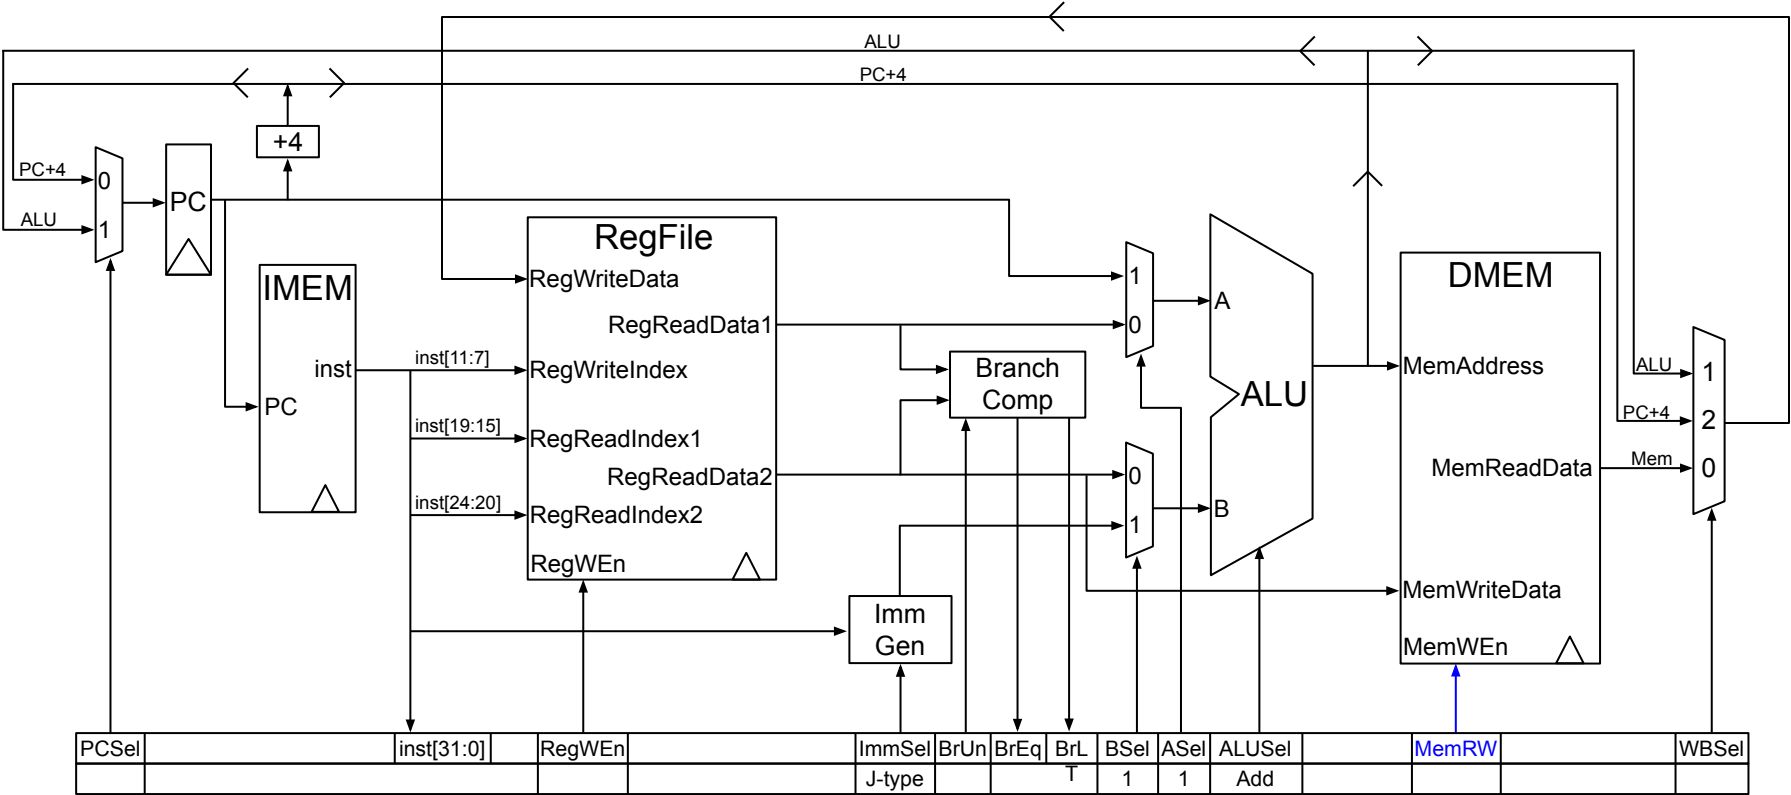 ALU
PC+4
+4
PC+4
0
PC
ALU
1
RegFile
IMEM
RegWriteData
1
DMEM
A
RegReadData1
0
inst
inst[11:7]
RegWriteIndex
Branch
Comp
ALU
MemAddress
ALU
1
PC
PC+4
2
inst[19:15]
RegReadIndex1
RegReadData2
0
MemReadData
Mem
0
inst[24:20]
RegReadIndex2
1
B
RegWEn
Imm
Gen
MemWriteData
MemWEn
PCSel
inst[31:0]
RegWEn
ImmSel
BrUn
BrEq
BrL
T
BSel
ASel
ALUSel
MemRW
WBSel
J-type
1
1
Add